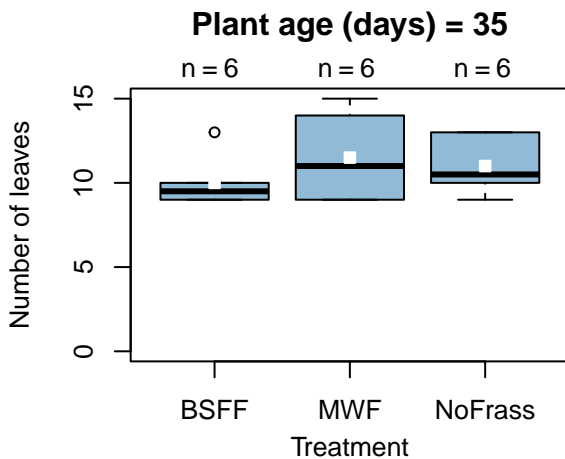 Plant age (days) = 35
n = 6 n = 6 n = 6
Number of leaves
15
10
5
0
BSFF MWF NoFrass
Treatment